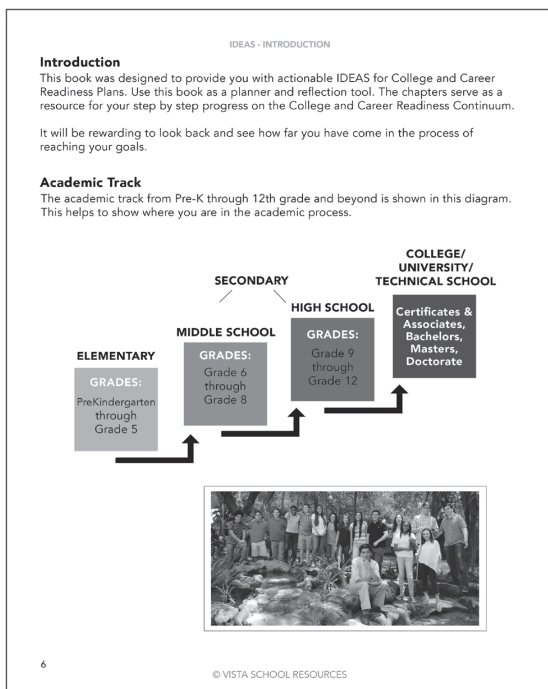 IDEAS - INTRODUCTION
Introduction
This book was designed to provide you with actionable IDEAS for College and Career
Readiness Plans. Use this book as a planner and reflection tool. The chapters serve as a
resource for your step by step progress on the College and Career Readiness Continuum.
It will be rewarding to look back and see how far you have come in the process of
reaching your goals.
Academic Track
The academic track from Pre-K through 12th grade and beyond is shown in this diagram.
This helps to show where you are in the academic process.
ELEMENTARY
GRADES:
PreKindergarten
through
Grade 5
SECONDARY
MIDDLE SCHOOL
GRADES:
Grade 6
through
Grade 8
HIGH SCHOOL
GRADES:
Grade 9
through
Grade 12
COLLEGE/
UNIVERSITY/
TECHNICAL SCHOOL
Certificates &
Associates,
Bachelors,
Masters,
Doctorate
6
© VISTA SCHOOL RESOURCES